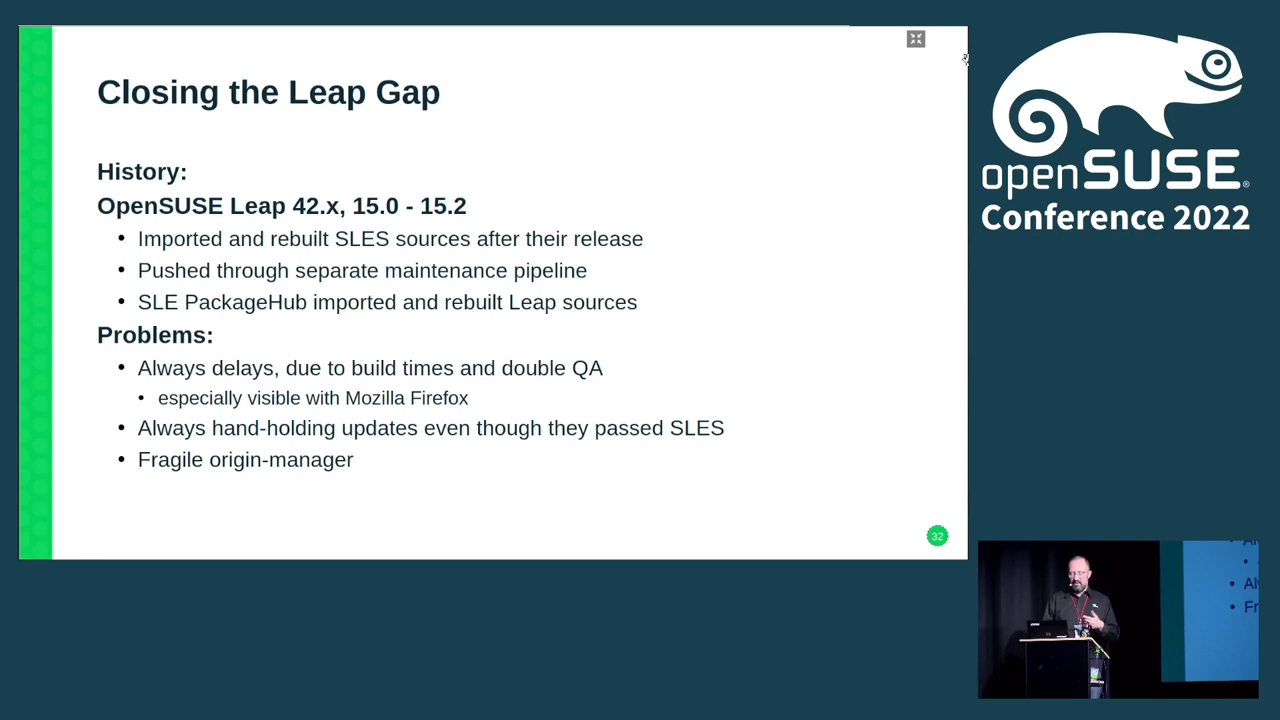 Closing the Leap Gap
History:
OpenSUSE Leap 42.x, 15.0 - 15.2
• Imported and rebuilt SLES sources after their release
• Pushed through separate maintenance pipeline
• SLE PackageHub imported and rebuilt Leap sources
Problems:
• Always delays, due to build times and double QA
• especially visible with Mozilla Firefox
• Always hand-holding updates even though they passed SLES
• Fragile origin-manager
32
openSUSE®
Conference 2022
• Al
• Fr